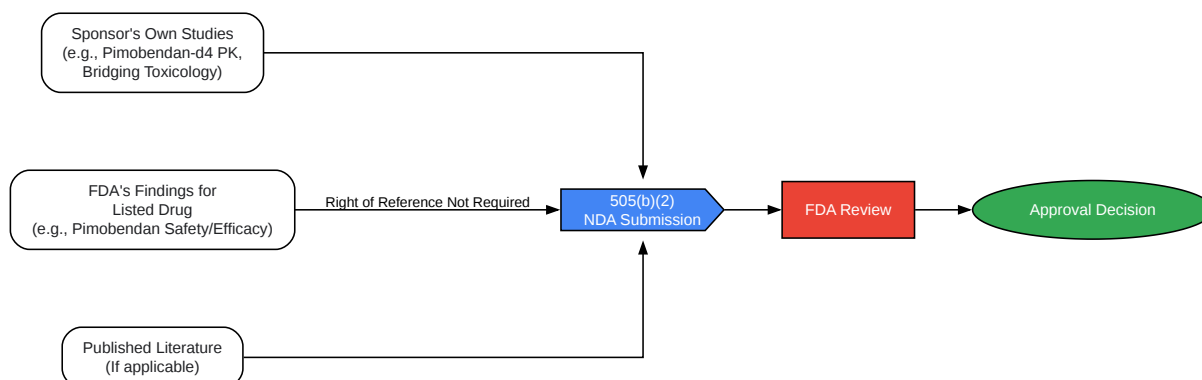 Sponsor's Own Studies
(e.g., Pimobendan-d4 PK,
Bridging Toxicology)
FDA's Findings for
Listed Drug
(e.g., Pimobendan Safety/Efficacy)
Right of Reference Not Required
505(b)(2)
NDA Submission
FDA Review
Approval Decision
Published Literature
(If applicable)